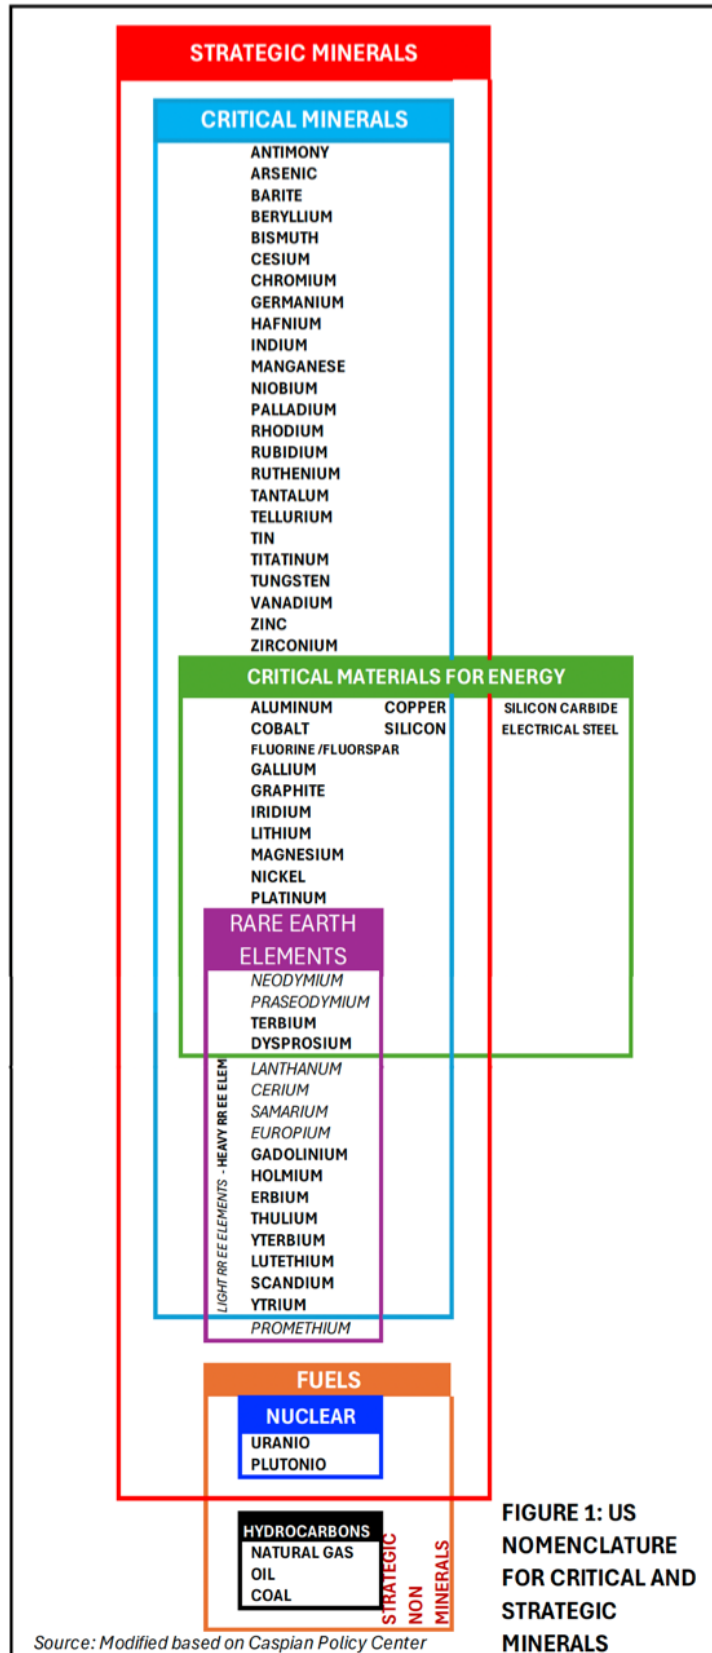 STRATEGIC MINERALS
CRITICAL MINERALS
ANTIMONY
ARSENIC
BARITE
BERYLLIUM
BISMUTH
CESIUM
CHROMIUM
GERMANIUM
HAFNIUM
INDIUM
MANGANESE
NIOBIUM
PALLADIUM
RHODIUM
RUBIDIUM
RUTHENIUM
TANTALUM
TELLURIUM
TIN
TITATINUM
TUNGSTEN
VANADIUM
ZINC
ZIRCONIUM
CRITICAL MATERIALS FOR ENERGY
ALUMINUM COPPER SILICON CARBIDE
COBALT SILICON ELECTRICAL STEEL
FLUORINE /FLUORSPAR
GALLIUM
GRAPHITE
IRIDIUM
LITHIUM
MAGNESIUM
NICKEL
PLATINUM
RARE EARTH
ELEMENTS
NEODYMIUM
PRASEODYMIUM
TERBIUM
DYSPROSIUM
LIGHT RR EE ELEMENTS - HEAVY RR EE ELEM
LANTHANUM
CERIUM
SAMARIUM
EUROPIUM
GADOLINIUM
HOLMIUM
ERBIUM
THULIUM
YTERBIUM
LUTETHIUM
SCANDIUM
YTRIUM
PROMETHIUM
FUELS
NUCLEAR
URANIO
PLUTONIO
HYDROCARBONS
NATURAL GAS
OIL
COAL
STRATEGIC
NON
MINERALS
FIGURE 1: US
NOMENCLATURE
FOR CRITICAL AND
STRATEGIC
MINERALS
Source: Modified based on Caspian Policy Center